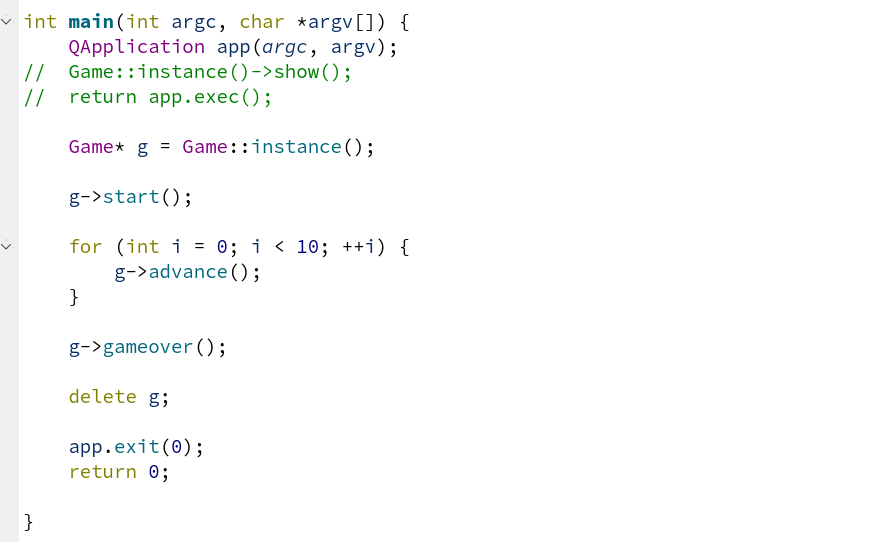 int main(int argc, char *argv[]) {
    QApplication app(argc, argv);
//  Game::instance()->show();
//  return app.exec();

    Game* g = Game::instance();

    g->start();

    for (int i = 0; i < 10; ++i) {
        g->advance();
    }

    g->gameover();

    delete g;

    app.exit(0);
    return 0;

}